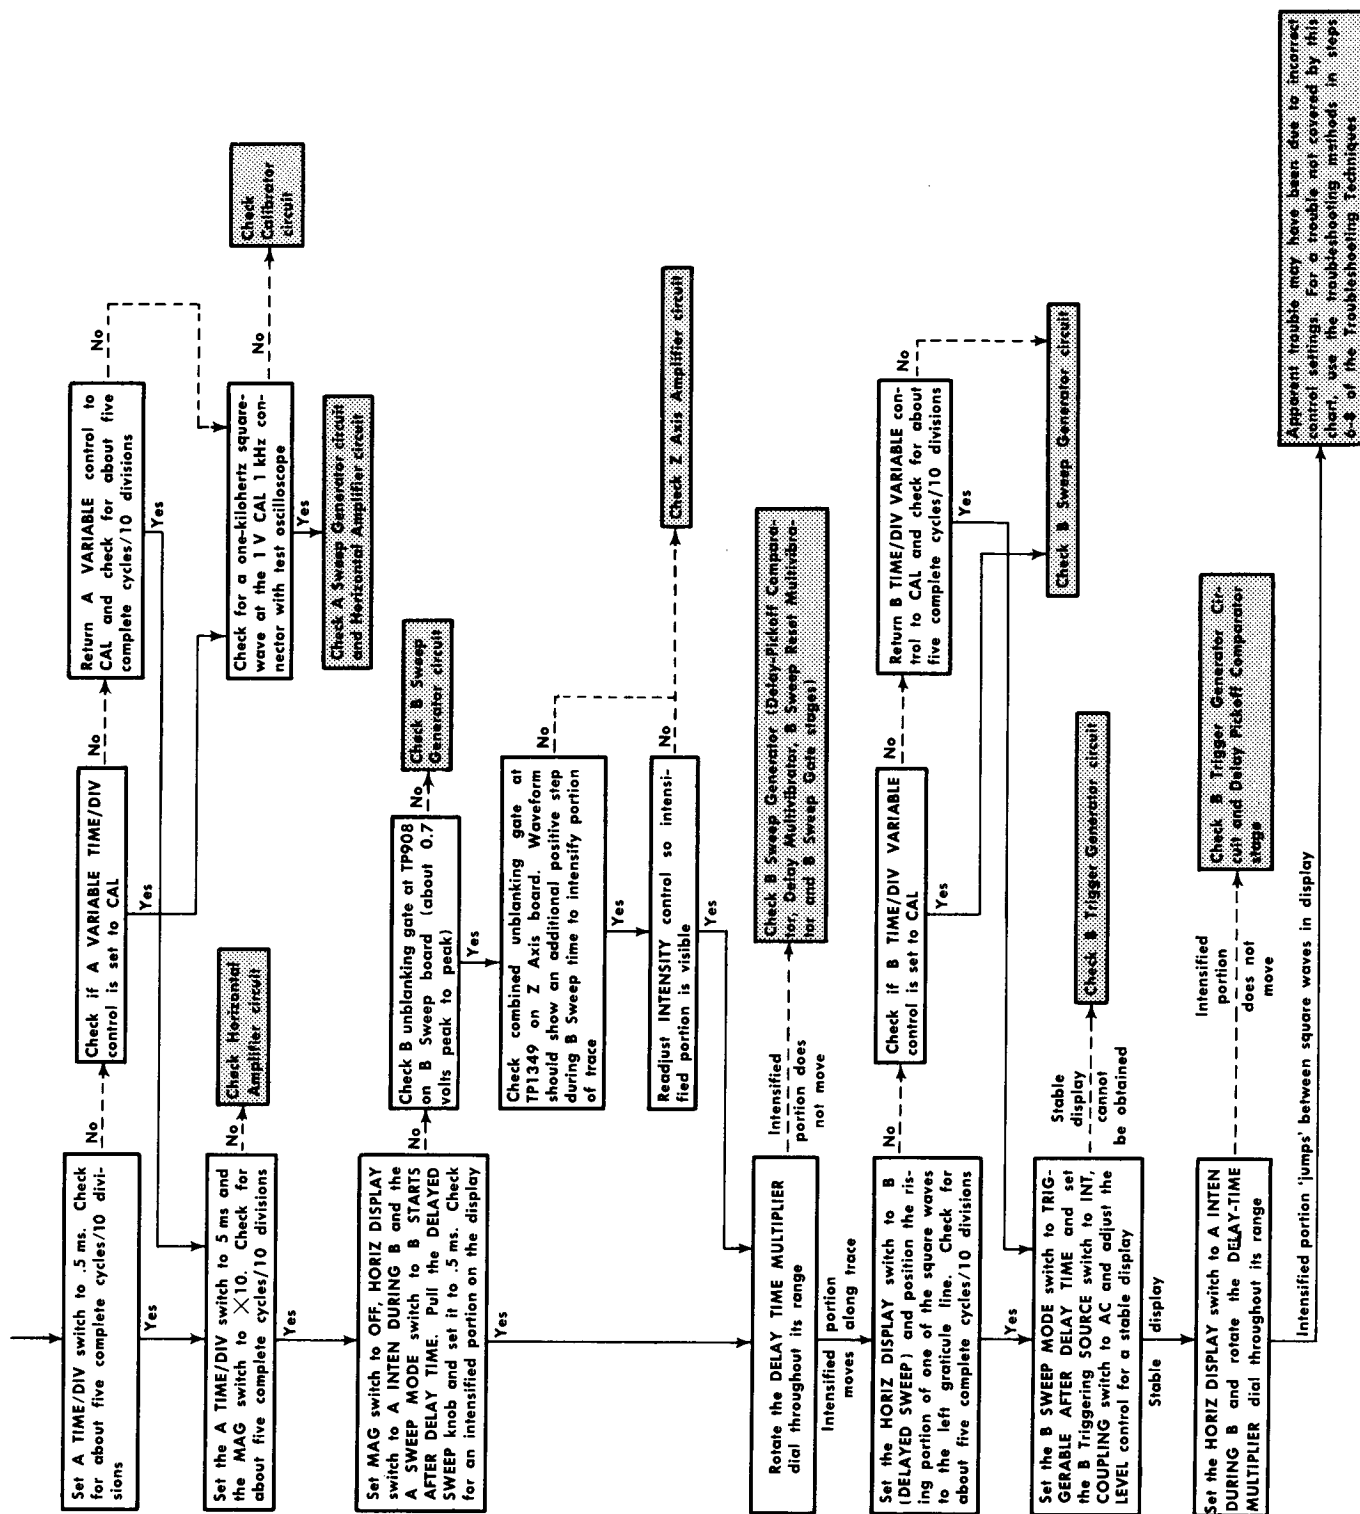 Set A TIME/DIV switch to .5 ms. Check
for about five complete cycles/10 divi-
sions
No
Check if A VARIABLE TIME/DIV
control is set to CAL
No
Return A VARIABLE control to
CAL and check for about five
complete cycles/10 divisions
No
Yes
Yes
Yes
Set the A TIME/DIV switch to 5 ms and
the MAG switch to ×10. Check for
about five complete cycles/10 divisions
No
Check Horizontal
Amplifier circuit
Check for a one-kilohertz square-
wave at the 1 V CAL 1 kHz con-
nector with test oscilloscope
No
Check
Calibrator
circuit
Yes
Yes
Check A Sweep Generator circuit
and Horizontal Amplifier circuit
Set MAG switch to OFF, HORIZ DISPLAY
switch to A INTEN DURING B and the
A SWEEP MODE switch to B STARTS
AFTER DELAY TIME. Pull the DELAYED
SWEEP knob and set it to .5 ms. Check
for an intensified portion on the display
No
Check B unblanking gate at TP908
on B Sweep board (about 0.7
volts peak to peak)
No
Check B Sweep
Generator circuit
Yes
Yes
Check combined unblanking gate at
TP1349 on Z Axis board. Waveform
should show an additional positive step
during B Sweep time to intensify portion
of trace
No
Yes
Readjust INTENSITY control so intensi-
fied portion is visible
No
Check Z Axis Amplifier circuit
Yes
Rotate the DELAY TIME MULTIPLIER
dial throughout its range
Intensified
portion does
not move
Check B Sweep Generator (Delay-Pickoff Compara-
tor, Delay Multivibrator, B Sweep Reset Multivibra-
tor and B Sweep Gate stages)
Intensified portion
moves along trace
Set the HORIZ DISPLAY switch to B
(DELAYED SWEEP) and position the ris-
ing portion of one of the square waves
to the left graticule line. Check for
about five complete cycles/10 divisions
No
Check if B TIME/DIV VARIABLE
control is set to CAL
No
Return B TIME/DIV VARIABLE con-
trol to CAL and check for about
five complete cycles/10 divisions
No
Yes
Yes
Yes
Check B Sweep Generator circuit
Set the B SWEEP MODE switch to TRIG-
GERABLE AFTER DELAY TIME and set
the B Triggering SOURCE switch to INT,
COUPLING switch to AC and adjust the
LEVEL control for a stable display
Stable
display
cannot
be obtained
Check B Trigger Generator circuit
Stable display
Set the HORIZ DISPLAY switch to A INTEN
DURING B and rotate the DELAY-TIME
MULTIPLIER dial throughout its range
Intensified
portion
does not
move
Check B Trigger Generator Cir-
cuit and Delay Pickoff Comparator
stage
Intensified portion 'jumps' between square waves in display
Apparent trouble may have been due to incorrect
control settings. For a trouble not covered by this
chart, use the troubleshooting methods in steps
6-8 of the Troubleshooting Techniques